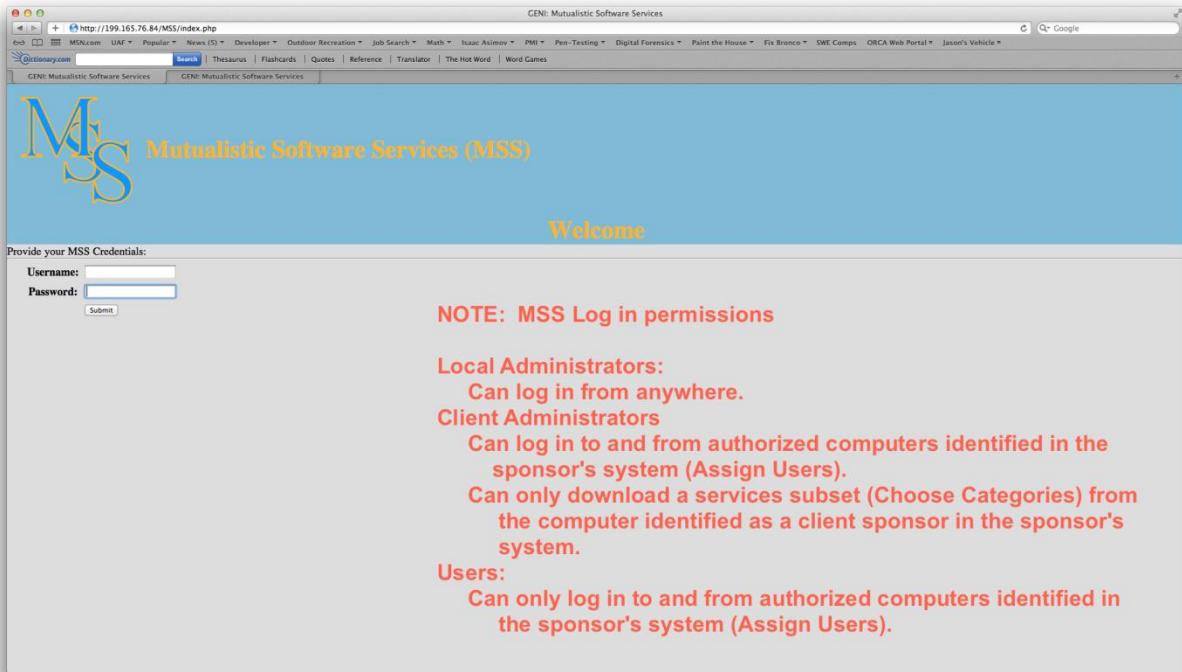 GENI: Mutualistic Software Services
http://199.165.76.84/MSS/index.php
Google
MSN.com UAF Popular News (5) Developer Outdoor Recreation Job Search Math Isaac Asimov PMI Pen-Testing Digital Forensics Paint the House Fix Bronco SWE Comps ORCA Web Portal Jason's Vehicle
Dictionary.com Search Thesaurus Flashcards Quotes Reference Translator The Hot Word Word Games
GENI: Mutualistic Software Services GENI: Mutualistic Software Services
MSS Mutualistic Software Services (MSS)
Welcome
Provide your MSS Credentials:
Username:
Password:
Submit
NOTE: MSS Log in permissions
Local Administrators:
Can log in from anywhere.
Client Administrators
Can log in to and from authorized computers identified in the
sponsor's system (Assign Users).
Can only download a services subset (Choose Categories) from
the computer identified as a client sponsor in the sponsor's
system.
Users:
Can only log in to and from authorized computers identified in
the sponsor's system (Assign Users).